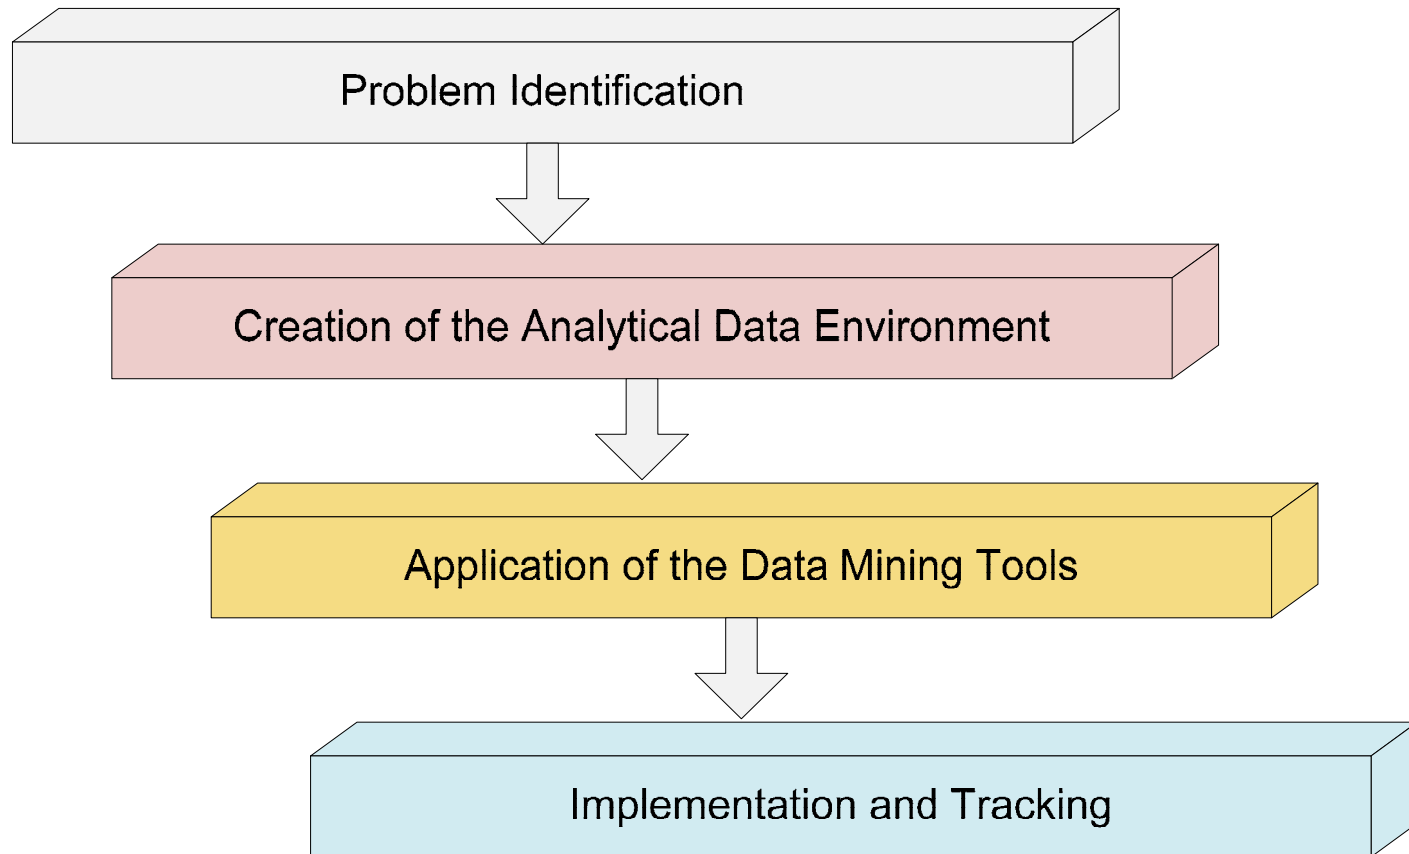 Problem Identification
Creation of the Analytical Data Environment
Application of the Data Mining Tools
Implementation and Tracking